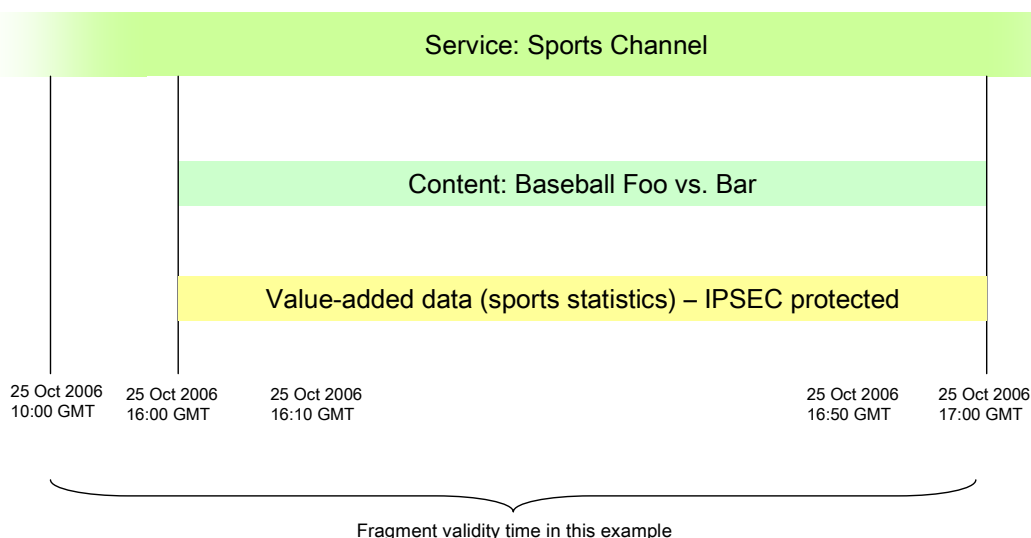 Service: Sports Channel
Content: Baseball Foo vs. Bar
Value-added data (sports statistics) – IPSEC protected
25 Oct 2006
10:00 GMT
25 Oct 2006
16:00 GMT
25 Oct 2006
16:10 GMT
25 Oct 2006
16:50 GMT
25 Oct 2006
17:00 GMT
Fragment validity time in this example